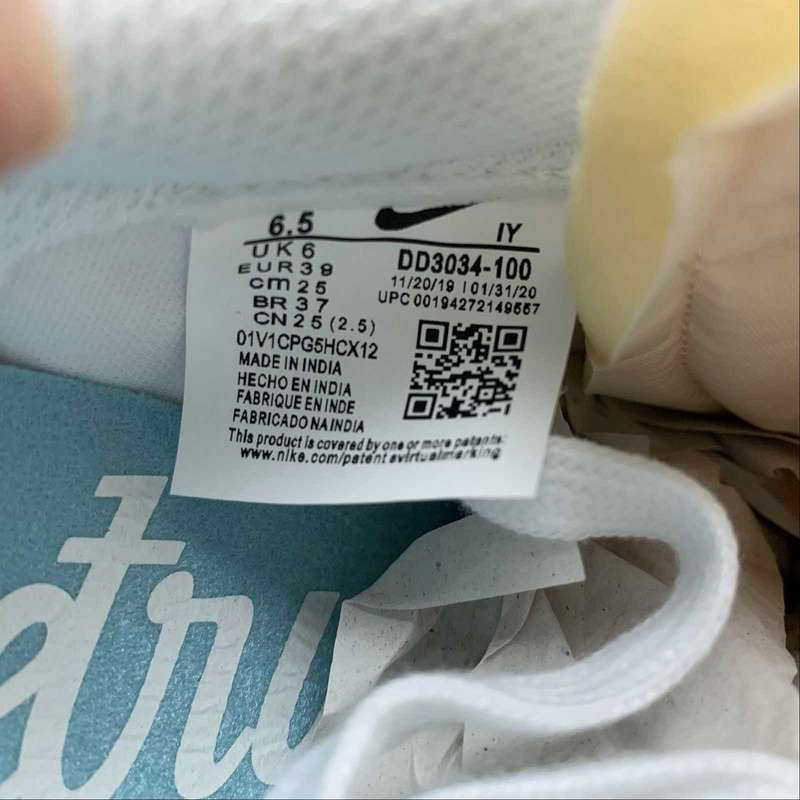 6.5
IY
UK 6
EUR 39
cm 25
BR 37
CN 25 (2.5)
DD3034-100
11/20/19 | 01/31/20
UPC 00194272149557
01V1CPG5HCX12
MADE IN INDIA
HECHO EN INDIA
FABRIQUE EN INDE
FABRICADO NA INDIA
This product is covered by one or more patents:
www.nike.com/patent svirtualmarking